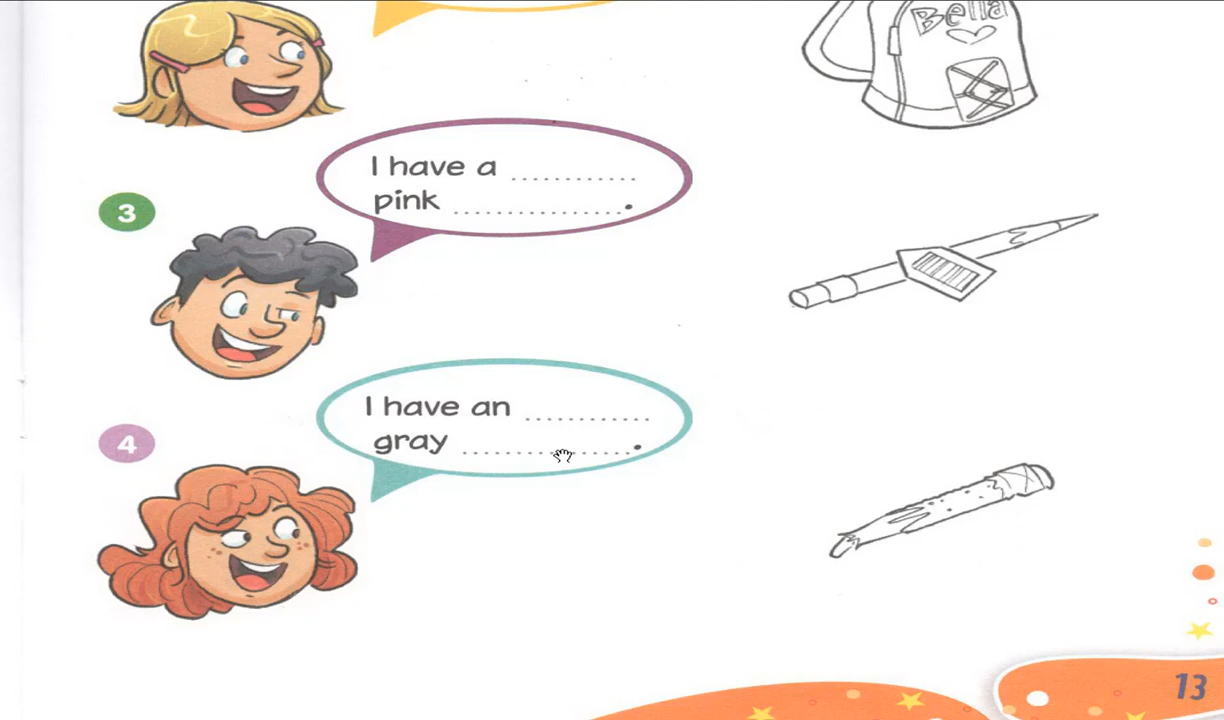 Bella
I have a ............
pink ................. .
3
I have an ............
gray ................. .
4
13